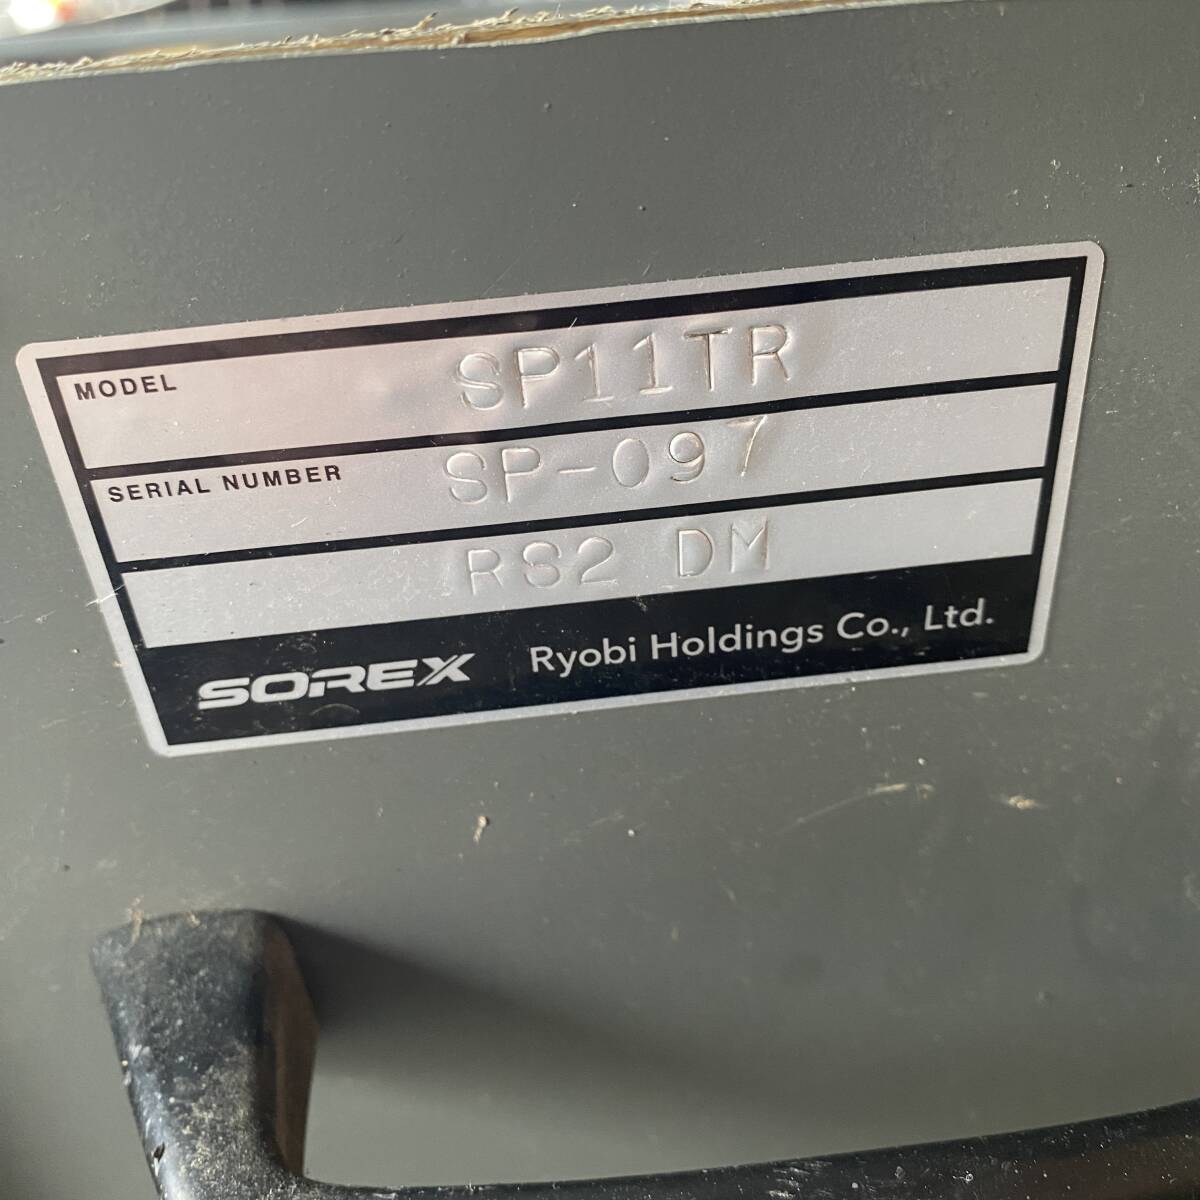 MODEL SP11TR
SERIAL NUMBER SP-097
RS2 DM
SOREX Ryobi Holdings Co., Ltd.